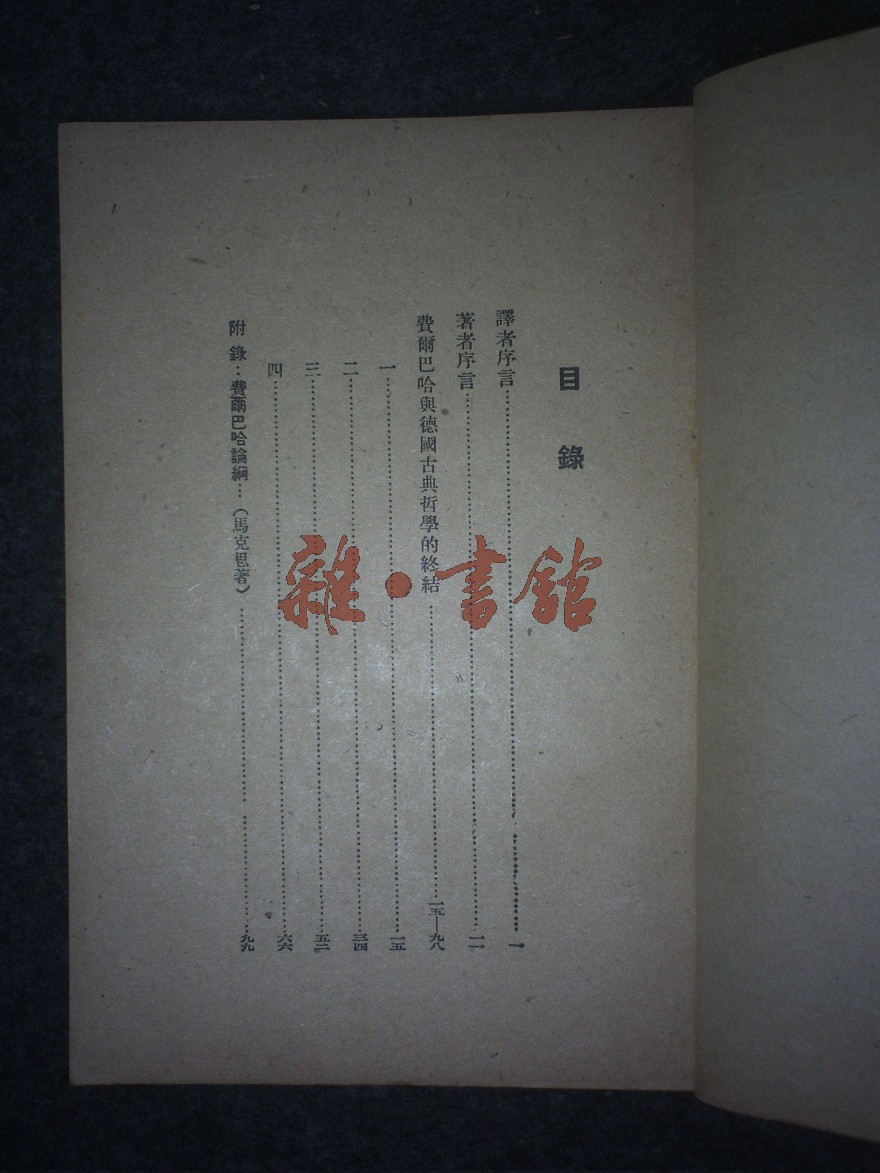 目錄
譯者序言……一
著者序言……一一
費爾巴哈與德國古典哲學的終結……一五—九八
一……一五
二……三四
三……五二
四……六六
附錄：費爾巴哈論綱…（馬克思著）……九九
雜·書館